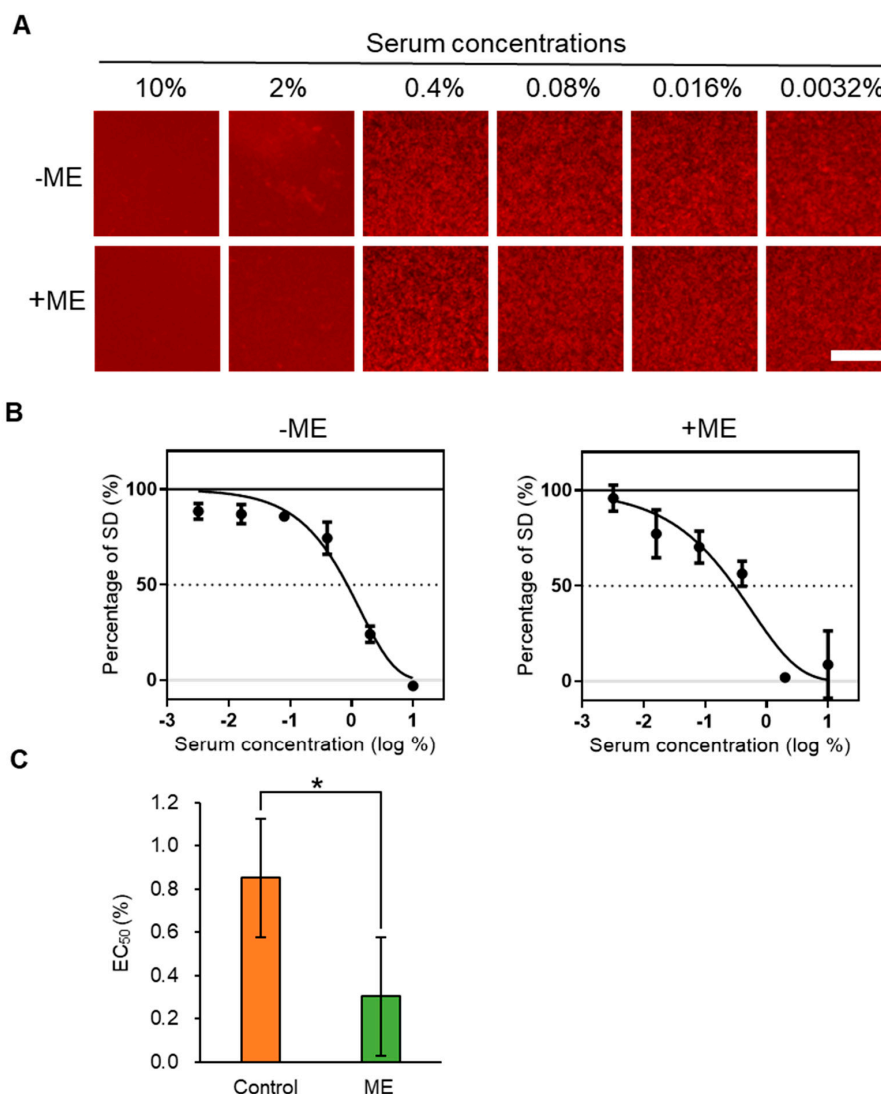 A
Serum concentrations
10% 2% 0.4% 0.08% 0.016% 0.0032%
-ME
+ME
B
-ME
+ME
Percentage of SD (%)
100
50
0
-3 -2 -1 0 1
Serum concentration (log %)
Percentage of SD (%)
100
50
0
-3 -2 -1 0 1
Serum concentration (log %)
C
*
EC₅₀ (%)
1.2
1.0
0.8
0.6
0.4
0.2
0.0
Control ME